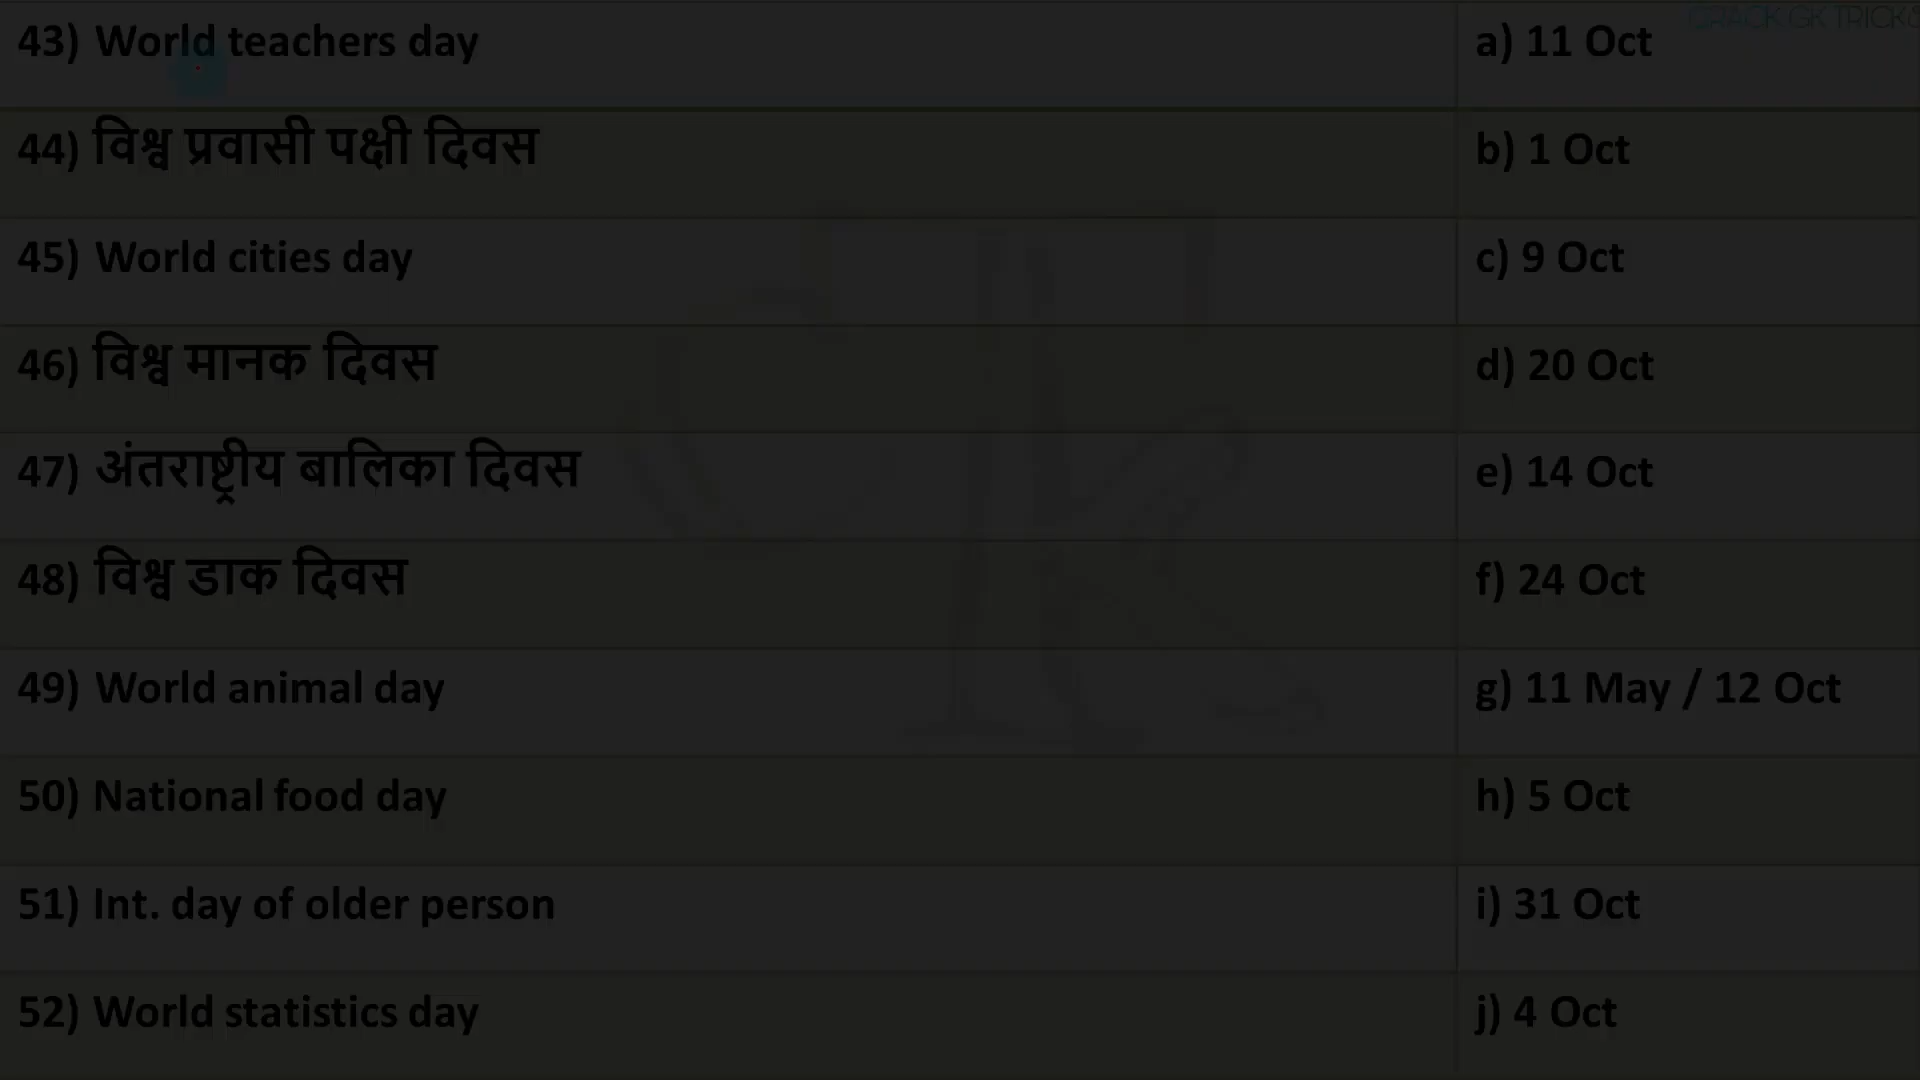 CRACK GK TRICKS
43) World teachers day a) 11 Oct
44) विश्व प्रवासी पक्षी दिवस b) 1 Oct
45) World cities day c) 9 Oct
46) विश्व मानक दिवस d) 20 Oct
47) अंतराष्ट्रीय बालिका दिवस e) 14 Oct
48) विश्व डाक दिवस f) 24 Oct
49) World animal day g) 11 May / 12 Oct
50) National food day h) 5 Oct
51) Int. day of older person i) 31 Oct
52) World statistics day j) 4 Oct